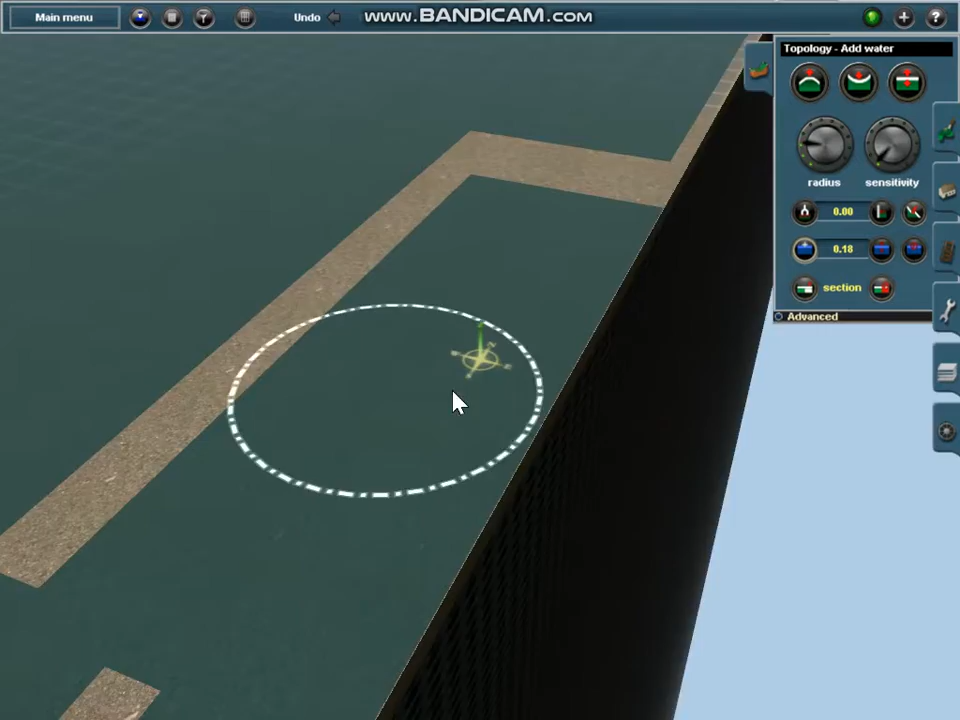 Main menu
Undo
WWW.BANDICAM.COM
?
Topology - Add water
radius
sensitivity
0.00
0.18
section
Advanced